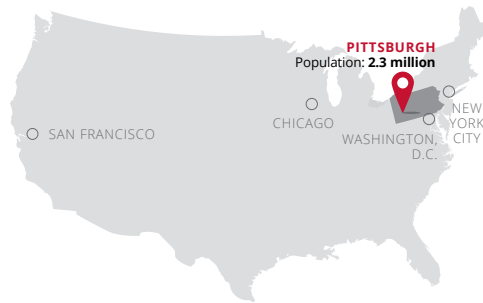 PITTSBURGH
Population: 2.3 million
CHICAGO
NEW
YORK
CITY
SAN FRANCISCO
WASHINGTON,
D.C.